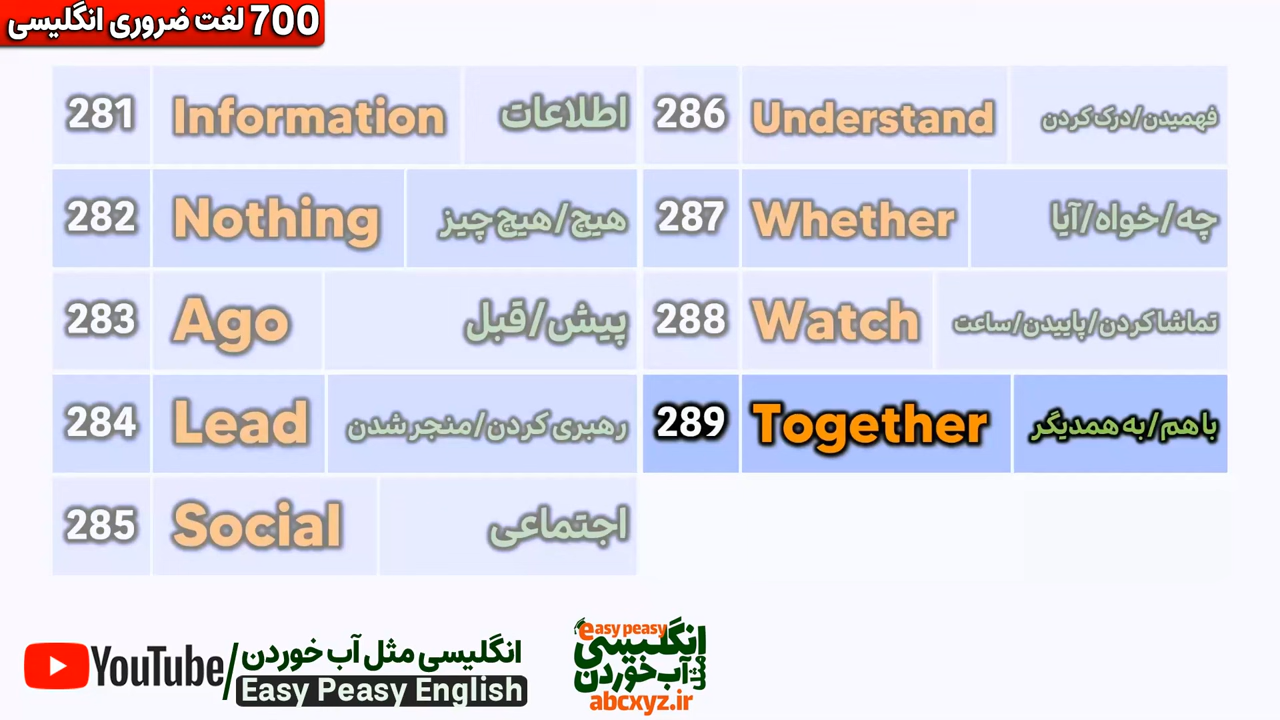 700 لغت ضروری انگلیسی
281 Information اطلاعات
282 Nothing هیچ/هیچ چیز
283 Ago پیش/قبل
284 Lead رهبری کردن/منجر شدن
285 Social اجتماعی
286 Understand فهمیدن/درک کردن
287 Whether چه/خواه/آیا
288 Watch تماشا کردن/پاییدن/ساعت
289 Together با هم/به همدیگر
YouTube/انگلیسی مثل آب خوردن
Easy Peasy English
easy peasy
انگلیسی
مثل آب خوردن
abcxyz.ir